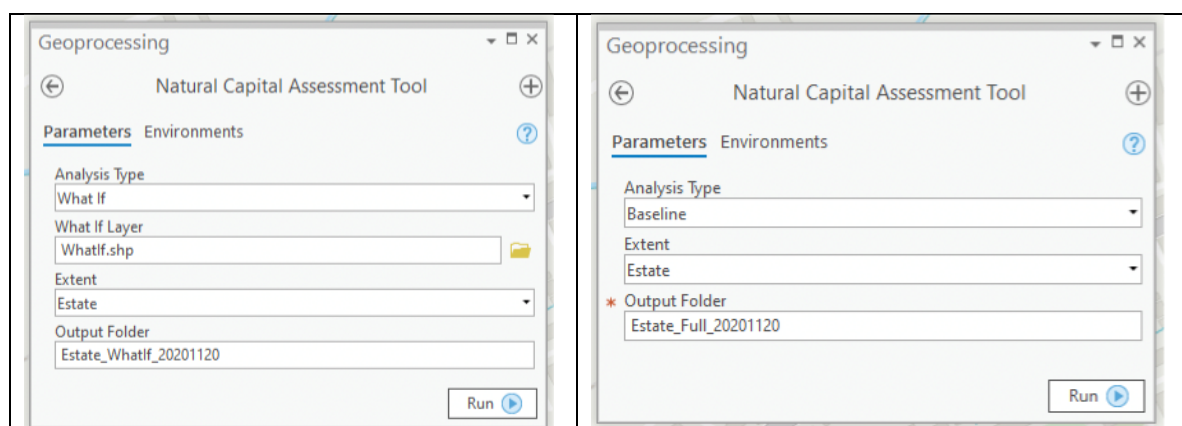 Geoprocessing
Natural Capital Assessment Tool
Parameters Environments
Analysis Type
What If
What If Layer
WhatIf.shp
Extent
Estate
Output Folder
Estate_WhatIf_20201120
Run
Geoprocessing
Natural Capital Assessment Tool
Parameters Environments
?
Analysis Type
Baseline
Extent
Estate
* Output Folder
Estate_Full_20201120
Run